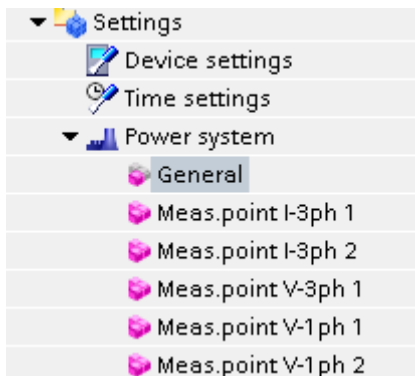 Settings
Device settings
Time settings
Power system
General
Meas.point I-3ph 1
Meas.point I-3ph 2
Meas.point V-3ph 1
Meas.point V-1ph 1
Meas.point V-1ph 2